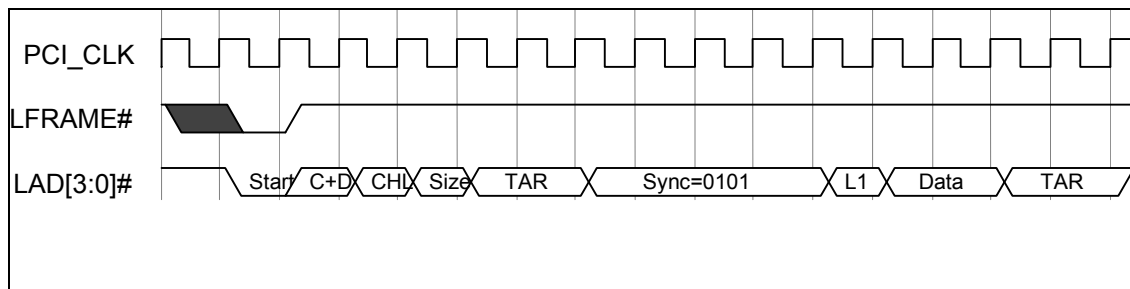 PCI_CLK
LFRAME#
LAD[3:0]# Start C+D CHL Size TAR Sync=0101 L1 Data TAR